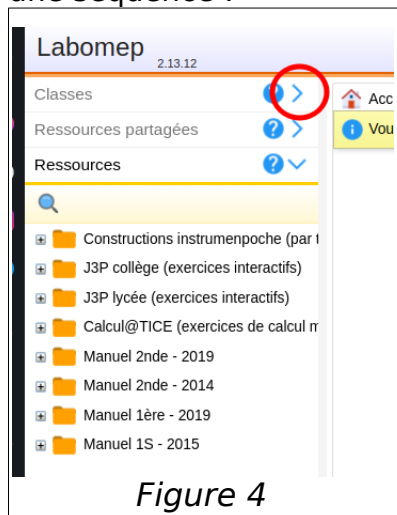 une séquence :
Labomep
2.13.12
Classes
Acc
Ressources partagées
Vou
Ressources
Constructions instrumenpoche (par t
J3P collège (exercices interactifs)
J3P lycée (exercices interactifs)
Calcul@TICE (exercices de calcul m
Manuel 2nde - 2019
Manuel 2nde - 2014
Manuel 1ère - 2019
Manuel 1S - 2015
Figure 4